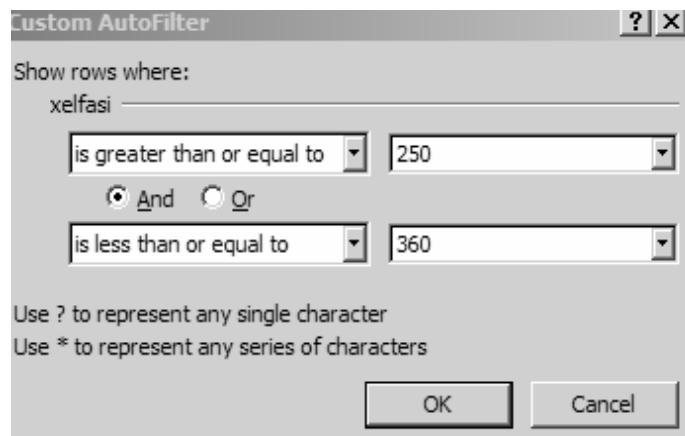 Custom AutoFilter
Show rows where:
xelfasi
is greater than or equal to 250
And Or
is less than or equal to 360
Use ? to represent any single character
Use * to represent any series of characters
OK Cancel